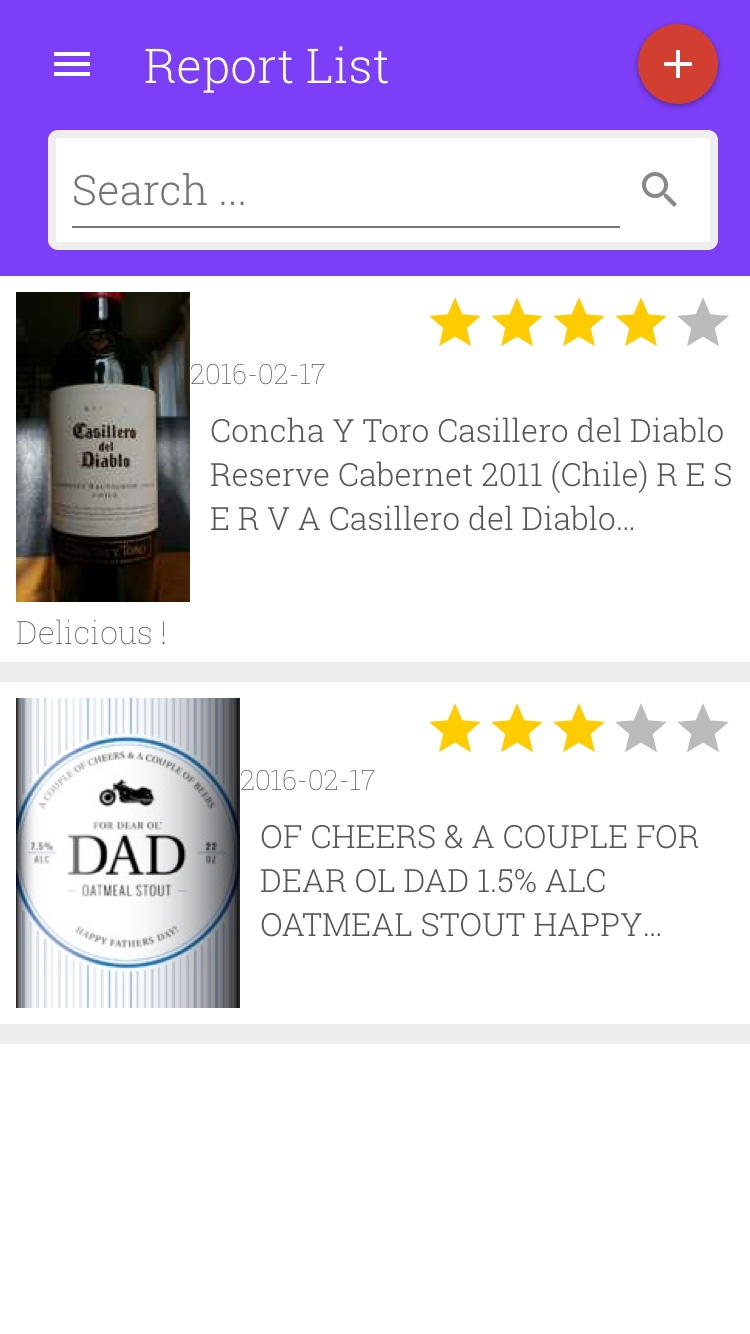 Report List
Search ...
2016-02-17
Concha Y Toro Casillero del Diablo
Reserve Cabernet 2011 (Chile) R E S
E R V A Casillero del Diablo...
Casillero
del
Diablo
CHILE
CONCHA Y TORO
Delicious !
2016-02-17
OF CHEERS & A COUPLE FOR
DEAR OL DAD 1.5% ALC
OATMEAL STOUT HAPPY...
A COUPLE OF CHEERS & A COUPLE OF BEERS
FOR DEAR OL'
7.5%
ALC
DAD
22
OZ
OATMEAL STOUT
HAPPY FATHERS DAY!